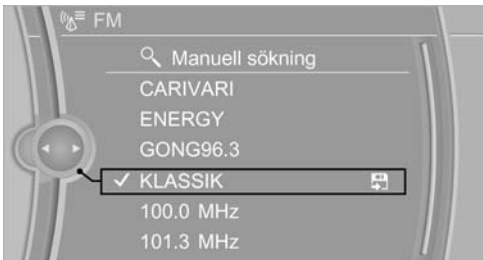 FM
Manuell sökning
CARIVARI
ENERGY
GONG96.3
KLASSIK
100.0 MHz
101.3 MHz